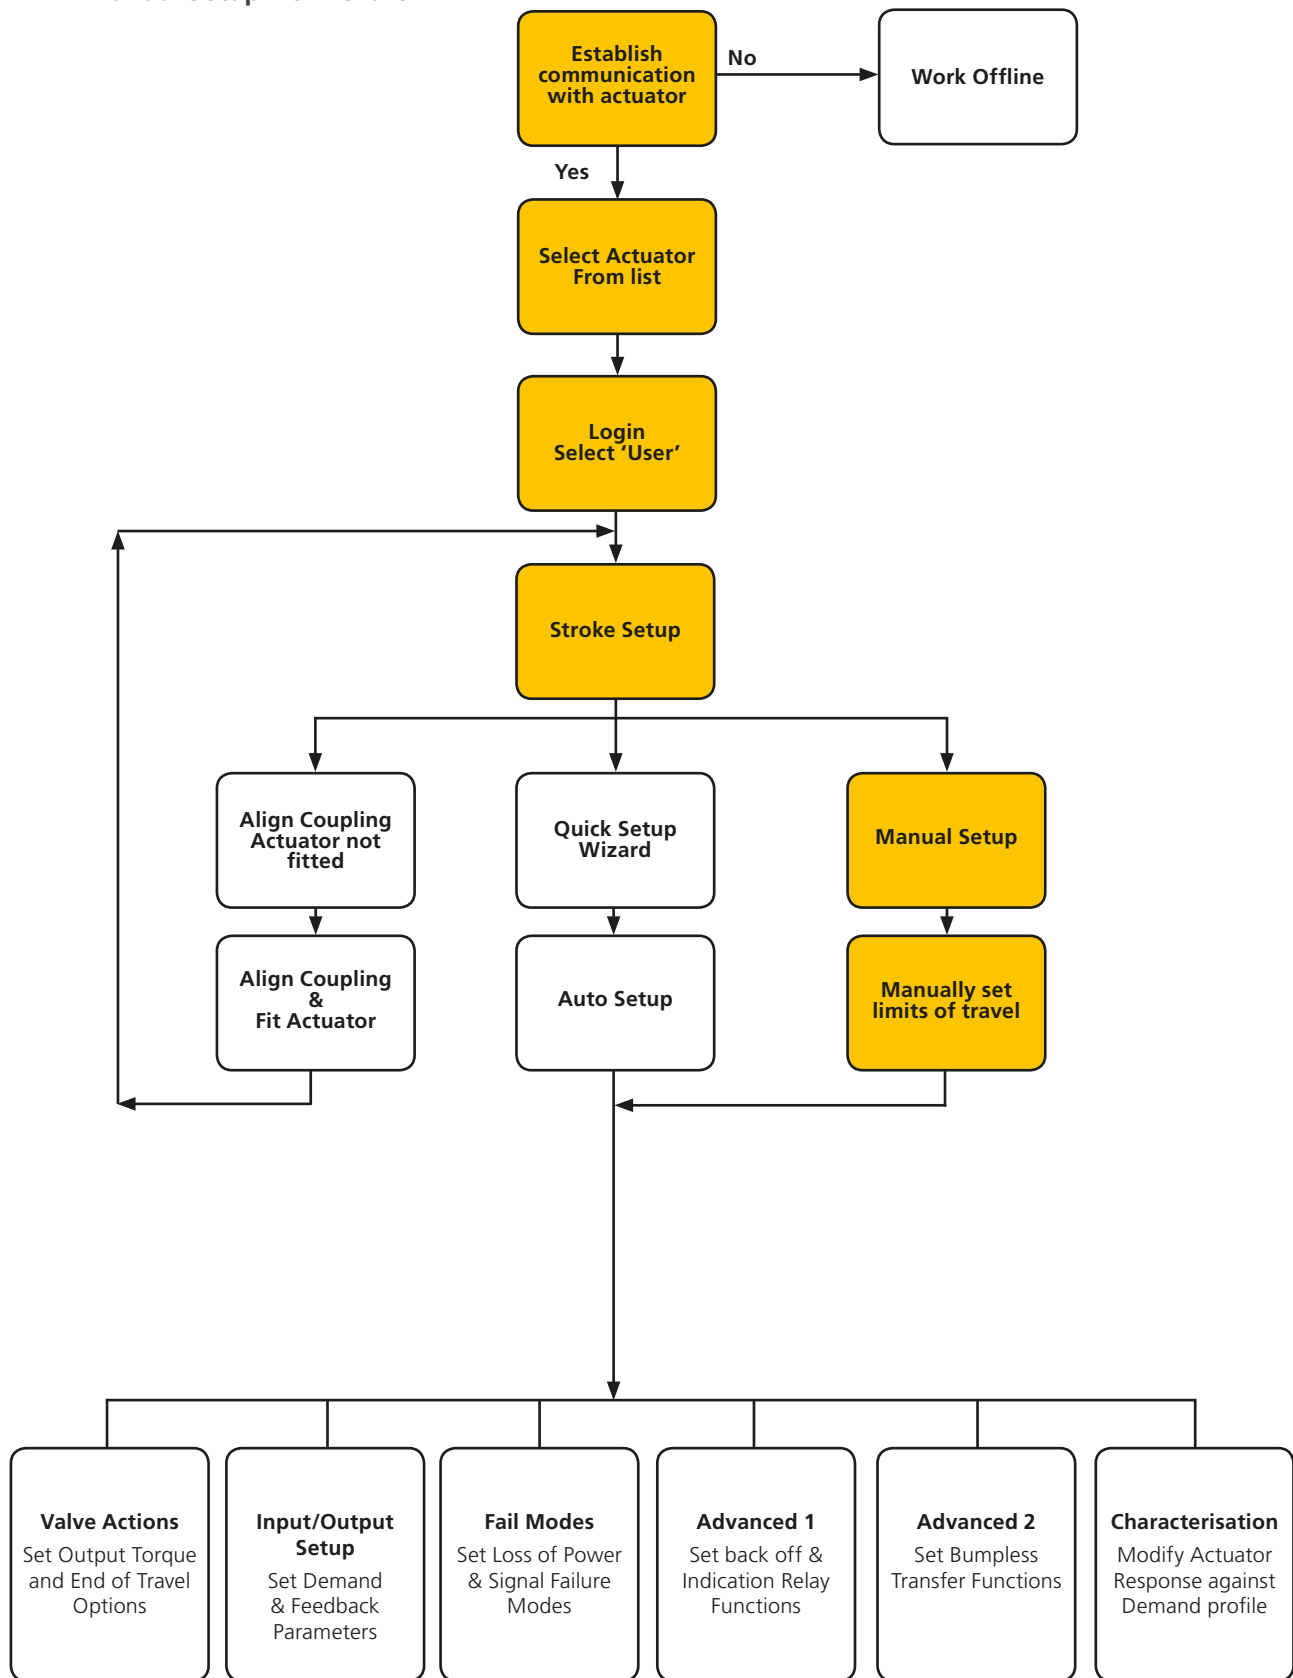 Establish
communication
with actuator
No
Work Offline
Yes
Select Actuator
From list
Login
Select ‘User’
Stroke Setup
Align Coupling
Actuator not
fitted
Quick Setup
Wizard
Manual Setup
Align Coupling
&
Fit Actuator
Auto Setup
Manually set
limits of travel
Valve Actions
Set Output Torque
and End of Travel
Options
Input/Output
Setup
Set Demand
& Feedback
Parameters
Fail Modes
Set Loss of Power
& Signal Failure
Modes
Advanced 1
Set back off &
Indication Relay
Functions
Advanced 2
Set Bumpless
Transfer Functions
Characterisation
Modify Actuator
Response against
Demand profile